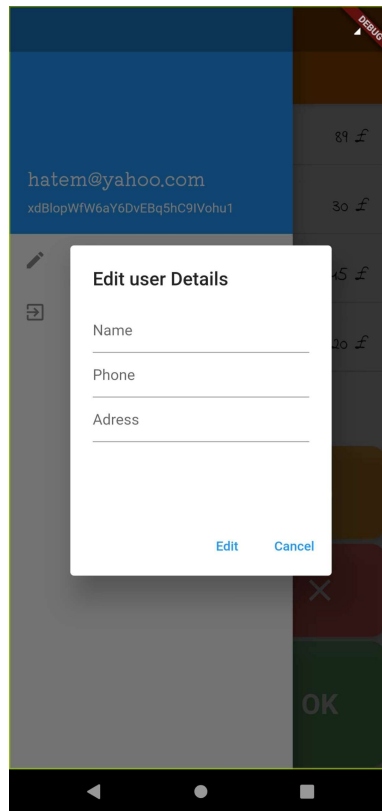 DEBUG
89 £
hatem@yahoo.com
xdBlopWfW6aY6DvEBq5hC9IVohu1
30 £
Edit user Details
45 £
Name
20 £
Phone
Adress
Edit Cancel
OK